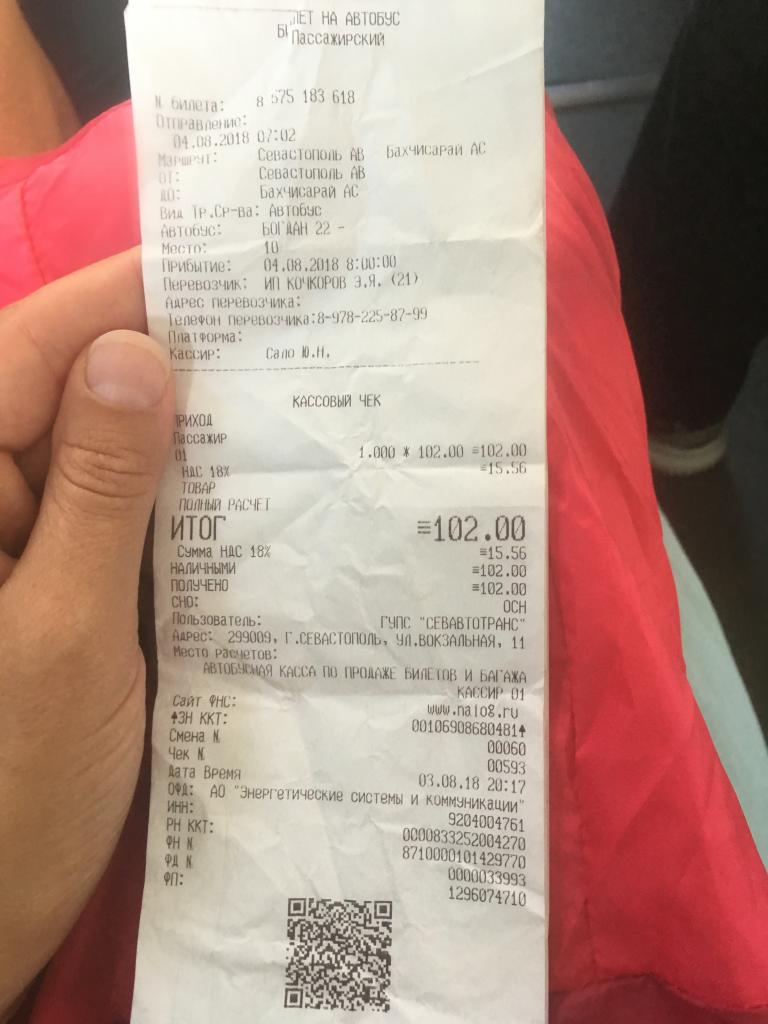 ЛЕТ НА АВТОБУС
Пассажирский
N билета: 8 575 183 618
Отправление:
04.08.2018 07:02
Маршрут: Севастополь АВ Бахчисарай АС
ОТ: Севастополь АВ
ДО: Бахчисарай АС
Вид Тр.Ср-ва: Автобус
Автобус: БОГДАН 22 -
Место: 10
Прибытие: 04.08.2018 8:00:00
Перевозчик: ИП КОЧКОРОВ Э.Я. (21)
Адрес перевозчика:
Телефон перевозчика:8-978-225-87-99
Платформа:
Кассир: Сало Ю.Н.
КАССОВЫЙ ЧЕК
ПРИХОД
Пассажир
01 1.000 * 102.00 =102.00
НДС 18% =15.56
ТОВАР
ПОЛНЫЙ РАСЧЕТ
ИТОГ =102.00
Сумма НДС 18% =15.56
НАЛИЧНЫМИ =102.00
ПОЛУЧЕНО =102.00
СНО: ОСН
Пользователь: ГУПС "СЕВАВТОТРАНС"
Адрес: 299009, Г.СЕВАСТОПОЛЬ, УЛ.ВОКЗАЛЬНАЯ, 11
Место расчетов:
АВТОБУСНАЯ КАССА ПО ПРОДАЖЕ БИЛЕТОВ И БАГАЖА
КАССИР 01
Сайт ФНС: www.nalog.ru
ЗН ККТ: 00106908680481
Смена N 00060
Чек N 00593
Дата Время 03.08.18 20:17
ОФД: АО "Энергетические системы и коммуникации"
ИНН: 9204004761
РН ККТ: 0000833252004270
ФН N 8710000101429770
ФД N 0000033993
ФП: 1296074710